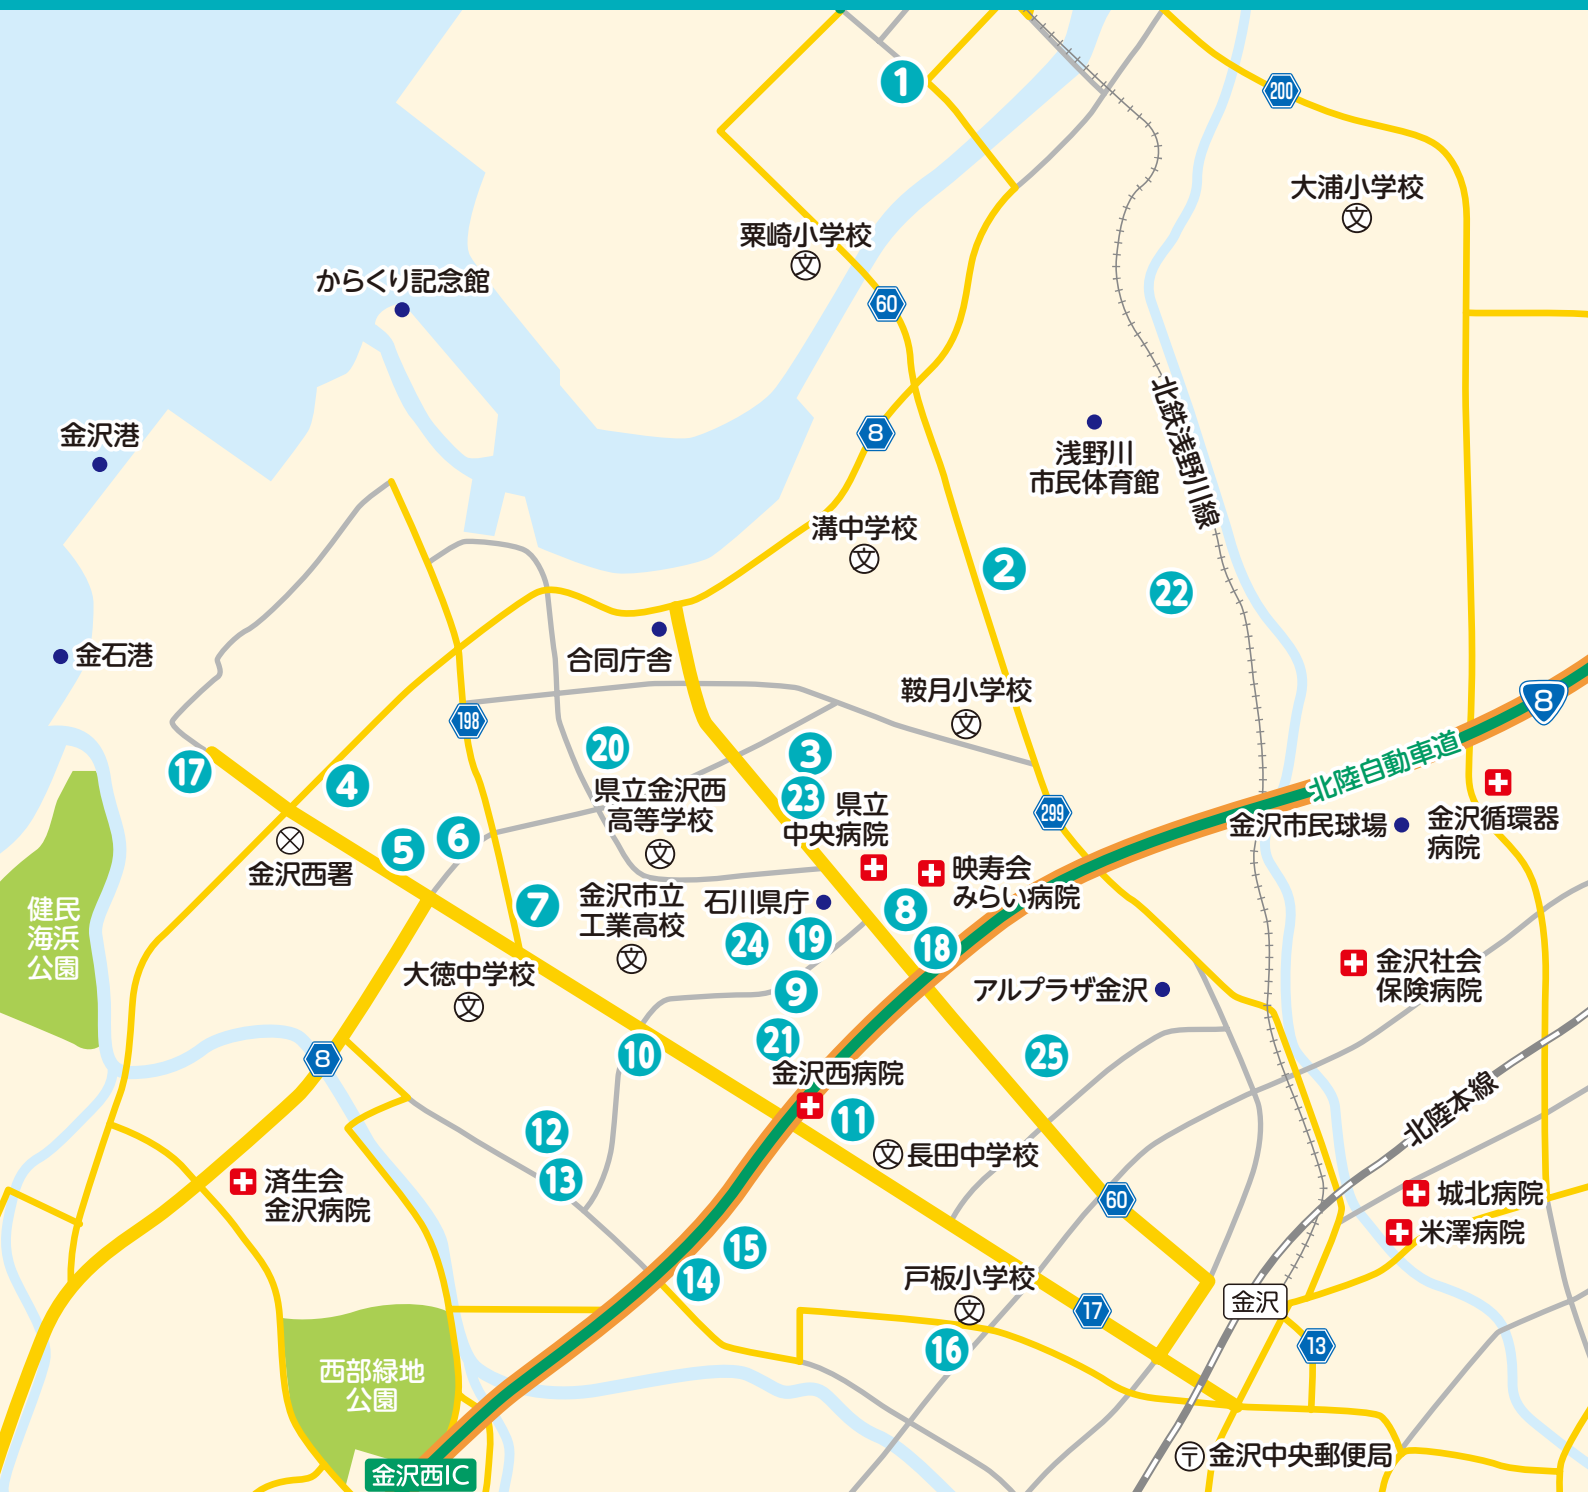 1
200
大浦小学校
粟崎小学校
文
文
からくり記念館
60
金沢港
8
北鉄浅野川線
浅野川
市民体育館
溝中学校
文
2
22
金石港
合同庁舎
鞍月小学校
文
8
198
17
4
20
3
北陸自動車道
県立金沢西
高等学校
文
23
県立
中央病院
299
金沢市民球場
金沢循環器
病院
5
6
金沢西署
映寿会
みらい病院
7
金沢市立
工業高校
文
石川県庁
8
健民
海浜
公園
24
19
18
大徳中学校
文
9
アルプラザ金沢
金沢社会
保険病院
8
10
21
25
金沢西病院
11
北陸本線
12
長田中学校
文
13
済生会
金沢病院
60
城北病院
米澤病院
15
14
戸板小学校
文
金沢
17
13
16
西部緑地
公園
金沢西IC
〒
金沢中央郵便局